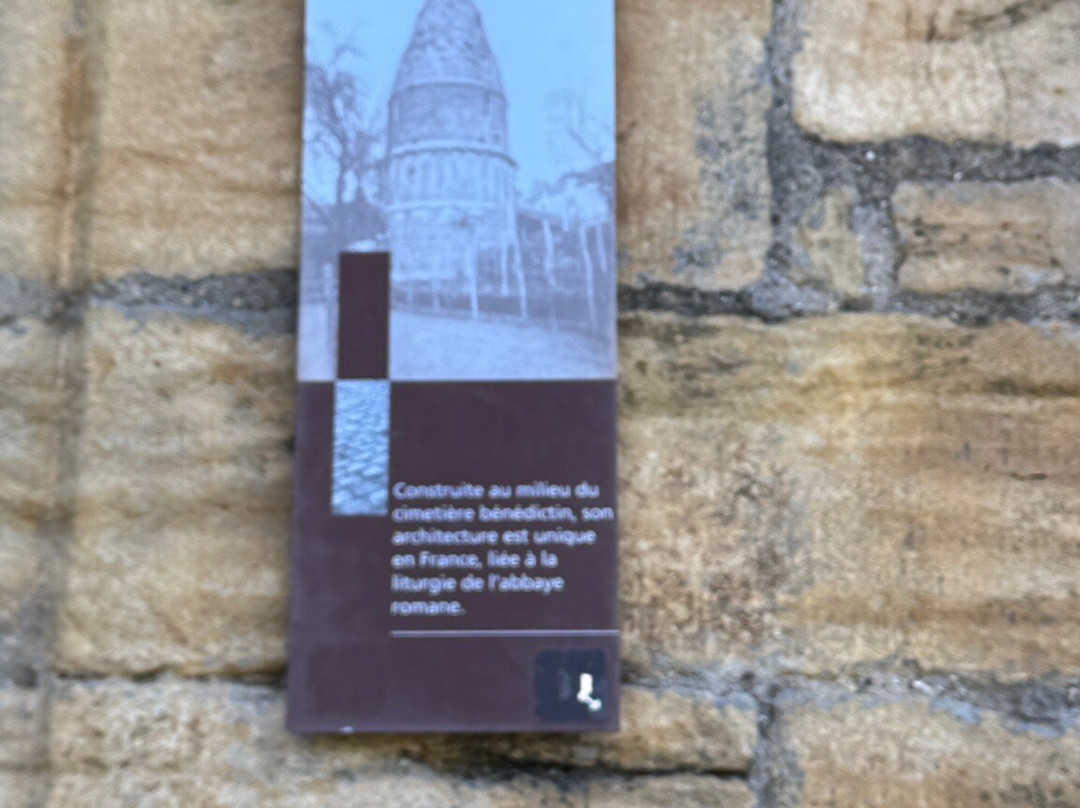 Construite au milieu du
cimetière bénédictin, son
architecture est unique
en France, liée à la
liturgie de l'abbaye
romane.